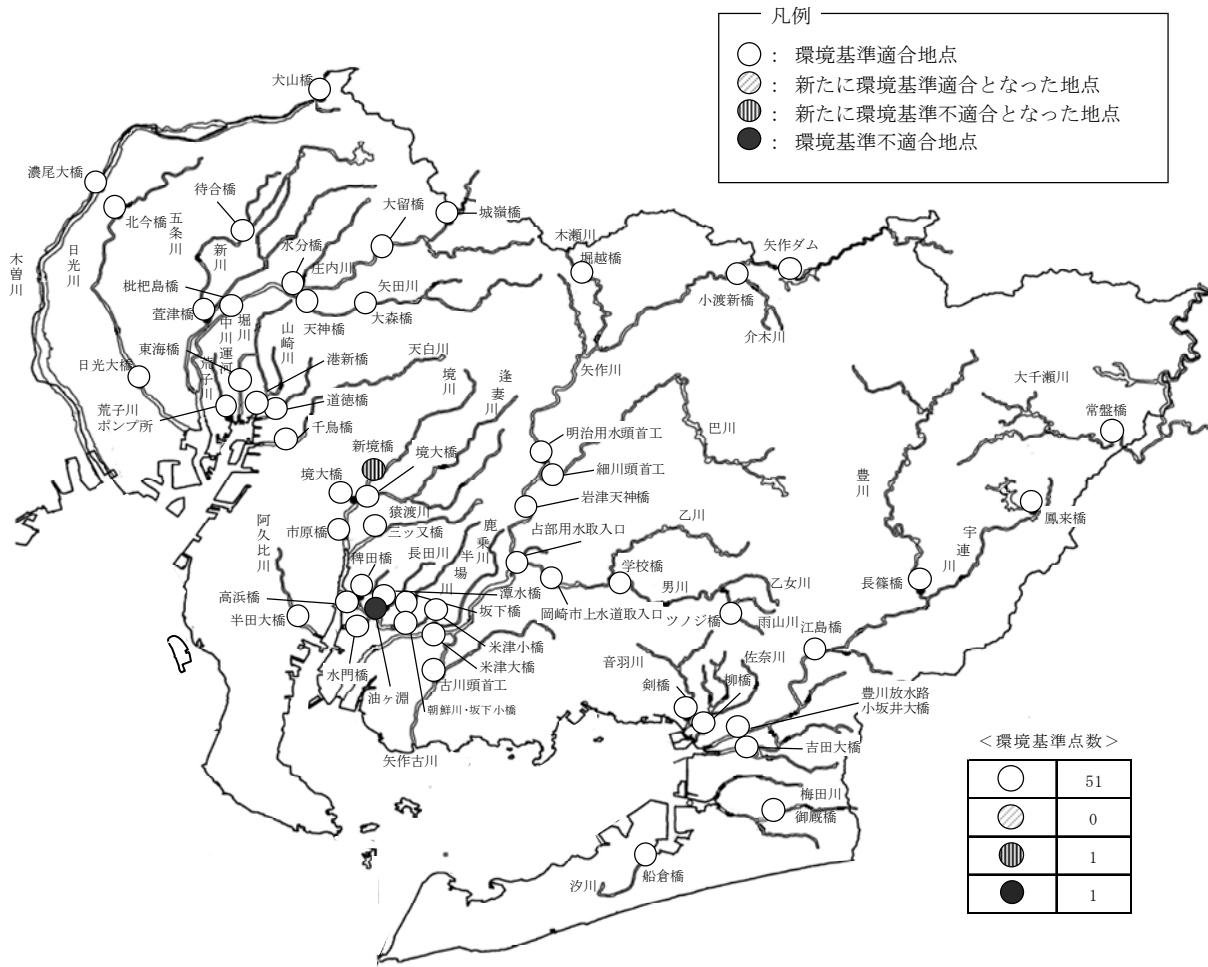 凡例
： 環境基準適合地点
： 新たに環境基準適合となった地点
： 新たに環境基準不適合となった地点
： 環境基準不適合地点
犬山橋
濃尾大橋
北今橋
待合橋
大留橋
城嶺橋
木瀬川
堀越橋
矢作ダム
五条川
新川
水分橋
庄内川
日光川
木曽川
枇杷島橋
萱津橋
矢田川
大森橋
天神橋
小渡新橋
介木川
堀川
中川運河
山崎川
東海橋
荒子川
港新橋
天白川
日光大橋
境川
逢妻川
矢作川
大千瀬川
常盤橋
荒子川
ポンプ所
道徳橋
千鳥橋
巴川
明治用水頭首工
新境橋
境大橋
境大橋
細川頭首工
豊川
岩津天神橋
鳳来橋
猿渡川
市原橋
三ッ又橋
阿久比川
鹿乗川
占部用水取入口
乙川
宇連川
稗田橋
長田川
半場川
学校橋
長篠橋
男川
乙女川
高浜橋
潭水橋
坂下橋
岡崎市上水道取入口
ツノジ橋
雨山川
半田大橋
米津小橋
江島橋
米津大橋
音羽川
佐奈川
水門橋
油ヶ淵
古川頭首工
剣橋
柳橋
豊川放水路
小坂井大橋
朝鮮川・坂下小橋
矢作古川
吉田大橋
梅田川
御厩橋
汐川
船倉橋
＜環境基準点数＞
51
0
1
1